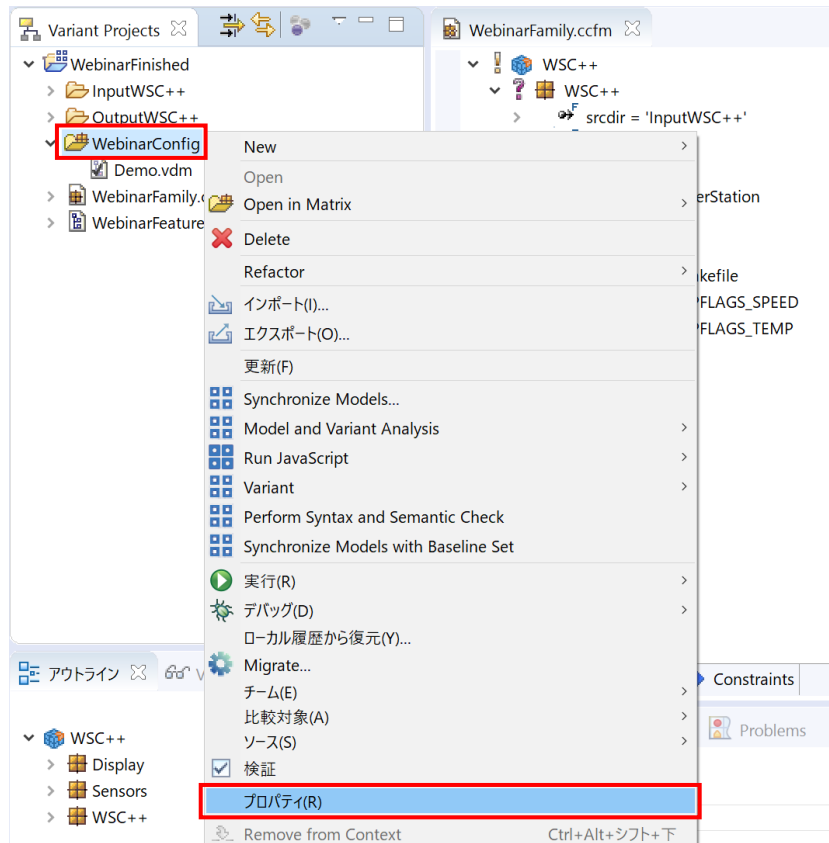 Variant Projects
WebinarFamily.ccfm
WebinarFinished
InputWSC++
OutputWSC++
WebinarConfig
Demo.vdm
WebinarFamily.c
WebinarFeature
WSC++
WSC++
srcdir = 'InputWSC++'
erStation
kefile
FLAGS_SPEED
FLAGS_TEMP
New
Open
Open in Matrix
Delete
Refactor
インポート(I)...
エクスポート(O)...
更新(F)
Synchronize Models...
Model and Variant Analysis
Run JavaScript
Variant
Perform Syntax and Semantic Check
Synchronize Models with Baseline Set
実行(R)
デバッグ(D)
ローカル履歴から復元(Y)...
Migrate...
チーム(E)
比較対象(A)
ソース(S)
検証
プロパティ(R)
Remove from Context Ctrl+Alt+シフト+下
アウトライン V
WSC++
Display
Sensors
WSC++
Constraints
Problems